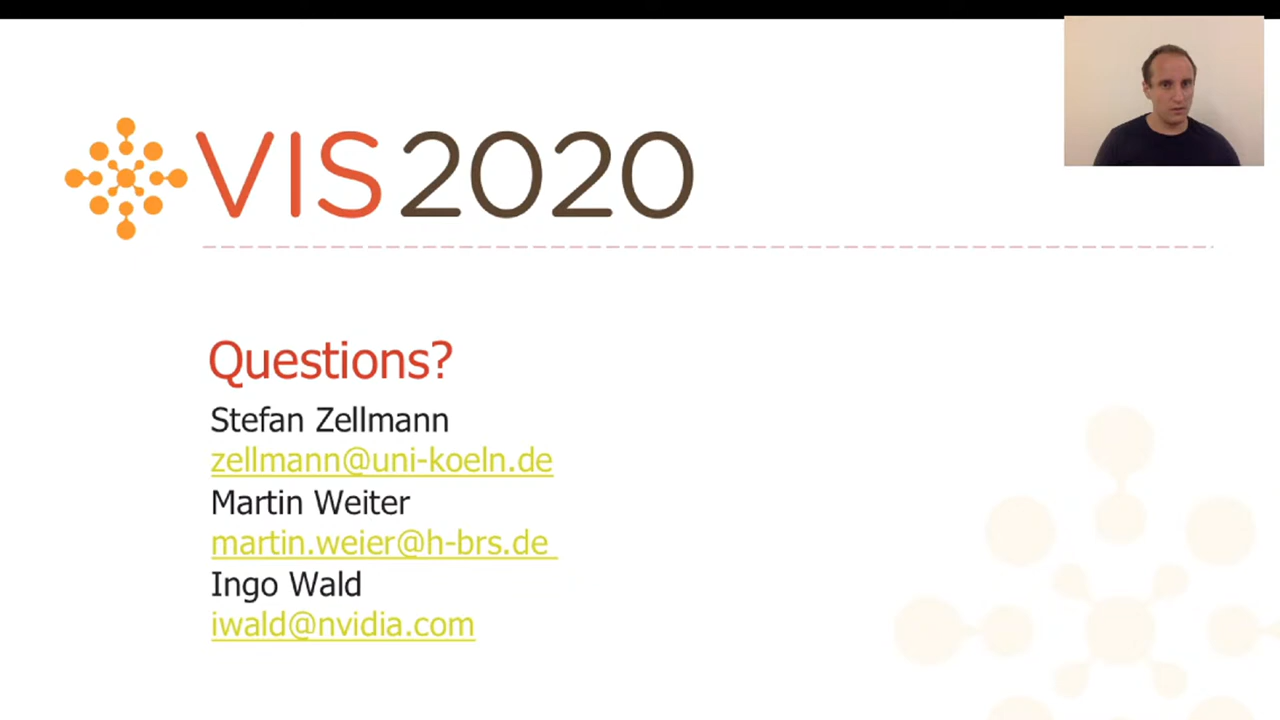 VIS2020
Questions?
Stefan Zellmann
zellmann@uni-koeln.de
Martin Weiter
martin.weier@h-brs.de
Ingo Wald
iwald@nvidia.com